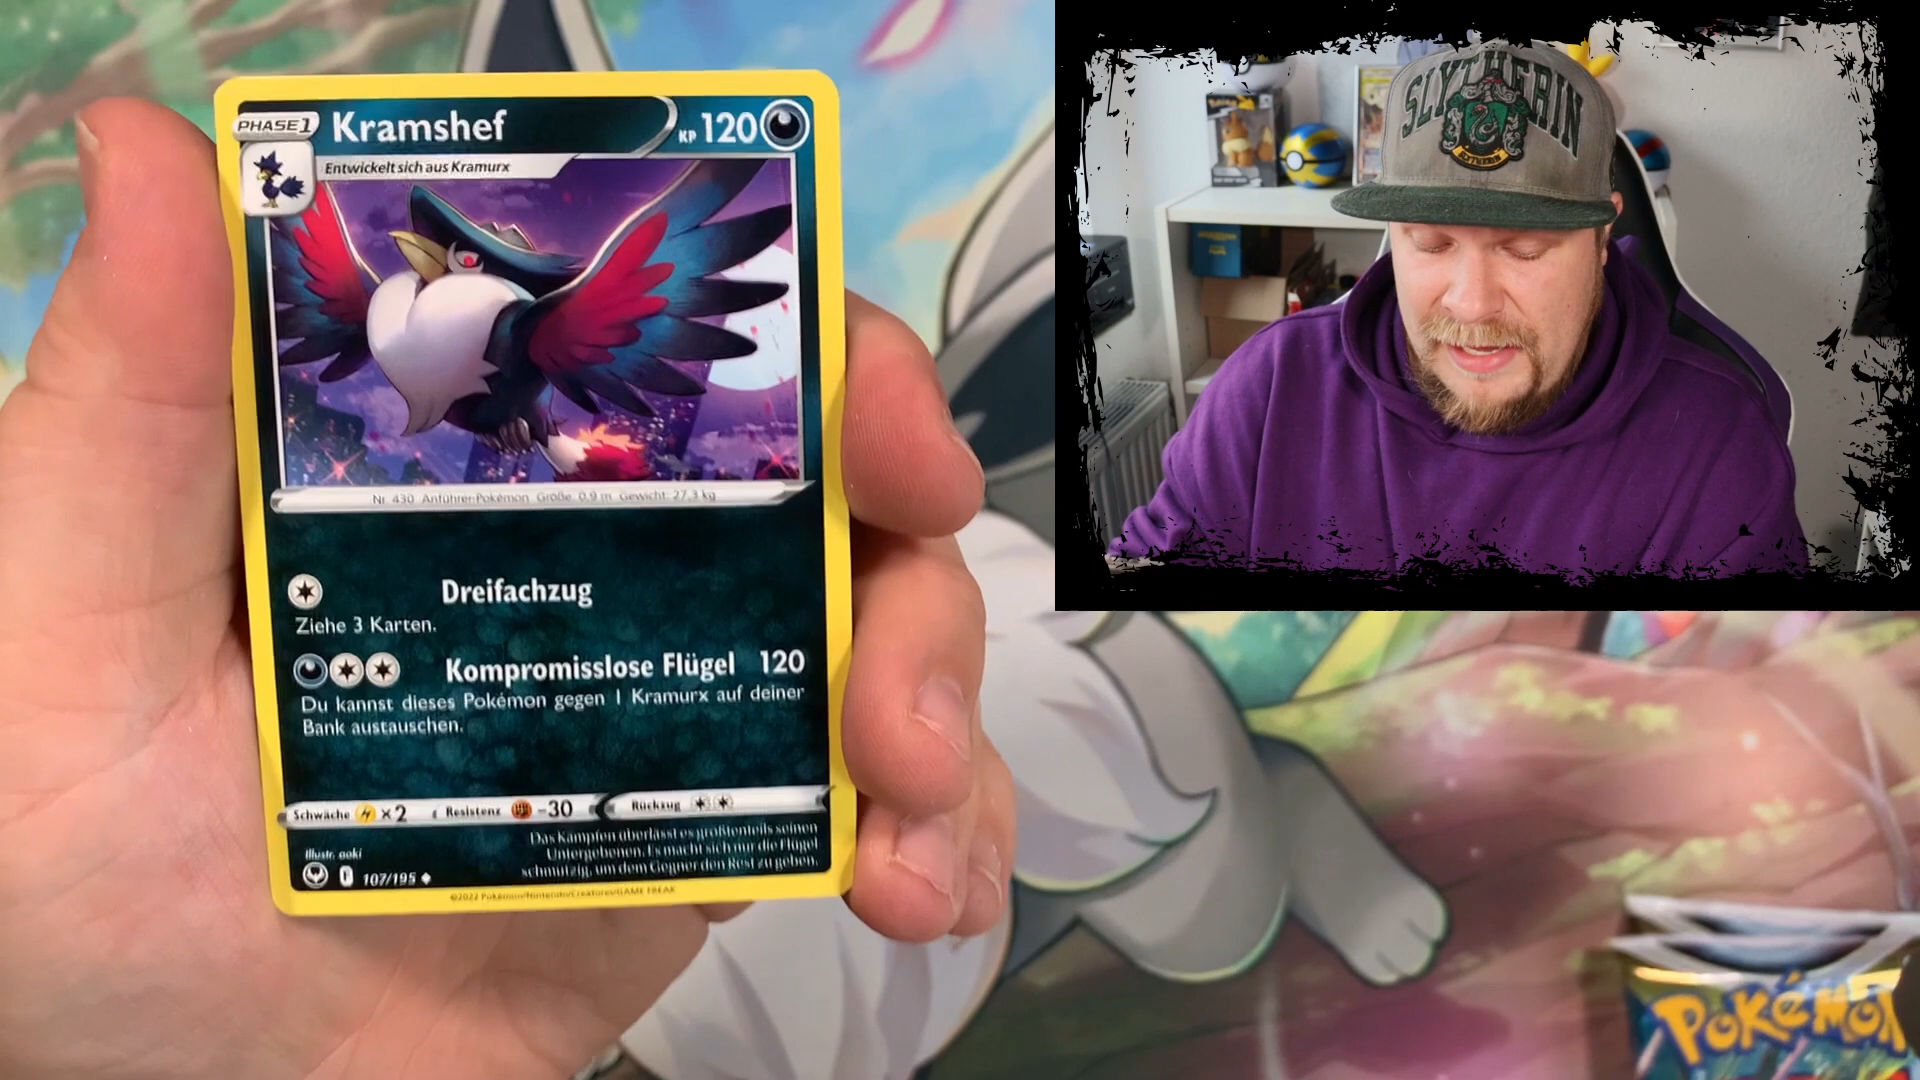 PHASE 1 Kramshef KP 120
Entwickelt sich aus Kramurx
Nr. 430 Anführer-Pokémon Größe: 0,9 m Gewicht: 27,3 kg
Dreifachzug
Ziehe 3 Karten.
Kompromisslose Flügel 120
Du kannst dieses Pokémon gegen 1 Kramurx auf deiner
Bank austauschen.
Schwäche ×2 Resistenz -30 Rückzug
Das Kämpfen überlässt es größtenteils seinen
Untergebenen. Es macht sich nur die Flügel
schmutzig, um dem Gegner den Rest zu geben.
Illustr. aoki
F 107/195
©2022 Pokémon/Nintendo/Creatures/GAME FREAK
SLYTHERIN
SLYTHERIN
Pokémon